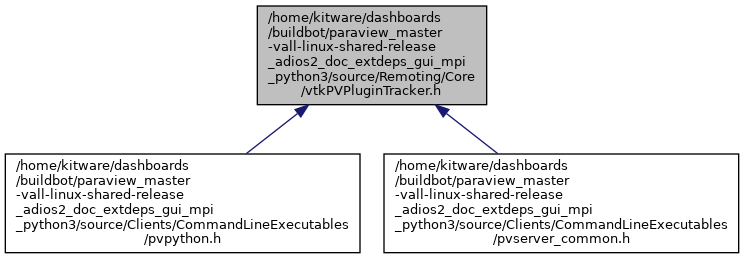 /home/kitware/dashboards
/buildbot/paraview_master
-vall-linux-shared-release
_adios2_doc_extdeps_gui_mpi
_python3/source/Remoting/Core
/vtkPVPluginTracker.h
/home/kitware/dashboards
/buildbot/paraview_master
-vall-linux-shared-release
_adios2_doc_extdeps_gui_mpi
_python3/source/Clients/CommandLineExecutables
/pvpython.h
/home/kitware/dashboards
/buildbot/paraview_master
-vall-linux-shared-release
_adios2_doc_extdeps_gui_mpi
_python3/source/Clients/CommandLineExecutables
/pvserver_common.h